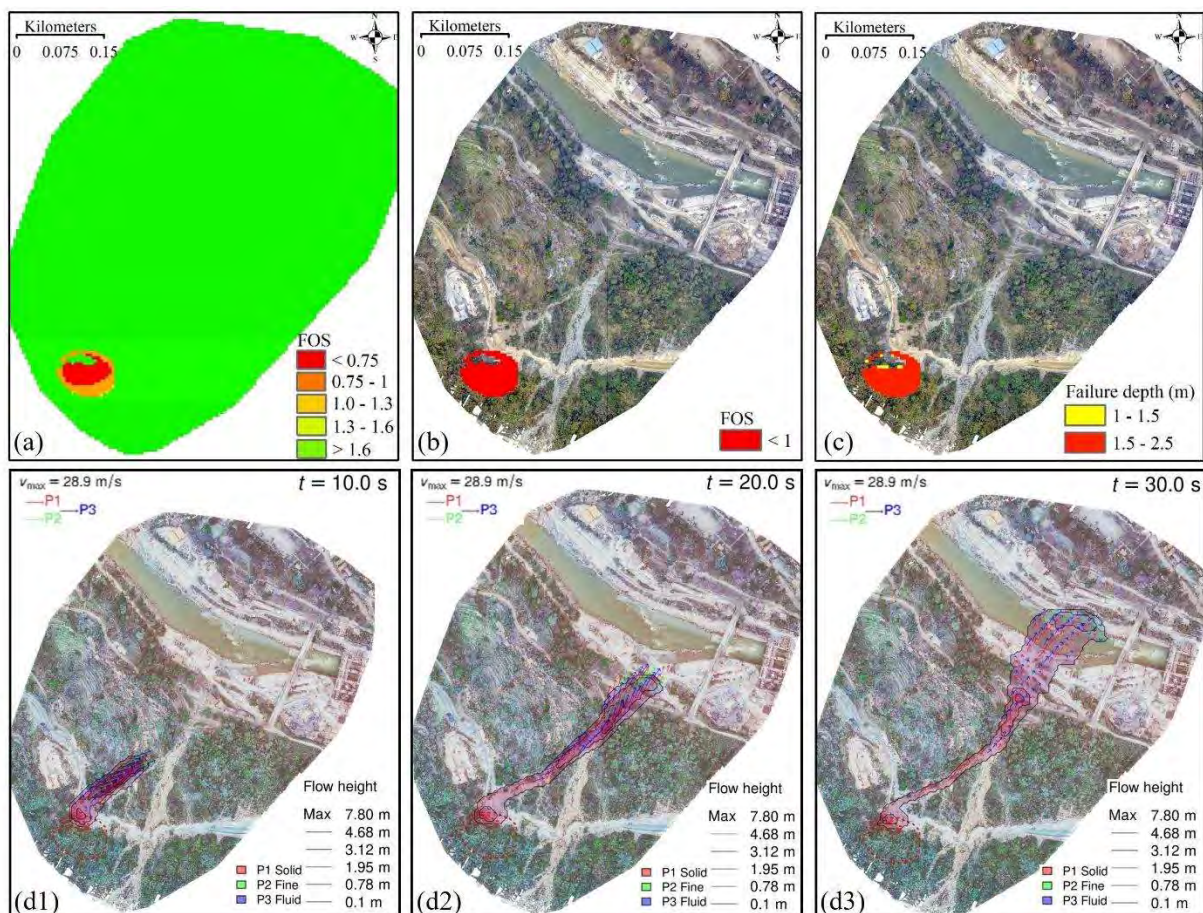 Kilometers
0 0.075 0.15
N
W E
S
FOS
< 0.75
0.75 - 1
1.0 - 1.3
1.3 - 1.6
> 1.6
(a)
Kilometers
0 0.075 0.15
N
W E
S
FOS
< 1
(b)
Kilometers
0 0.075 0.15
N
W E
S
Failure depth (m)
1 - 1.5
1.5 - 2.5
(c)
vmax = 28.9 m/s
t = 10.0 s
P1
P2
P3
Flow height
Max 7.80 m
4.68 m
3.12 m
P1 Solid 1.95 m
P2 Fine 0.78 m
P3 Fluid 0.1 m
(d1)
vmax = 28.9 m/s
t = 20.0 s
P1
P2
P3
Flow height
Max 7.80 m
4.68 m
3.12 m
P1 Solid 1.95 m
P2 Fine 0.78 m
P3 Fluid 0.1 m
(d2)
vmax = 28.9 m/s
t = 30.0 s
P1
P2
P3
Flow height
Max 7.80 m
4.68 m
3.12 m
P1 Solid 1.95 m
P2 Fine 0.78 m
P3 Fluid 0.1 m
(d3)